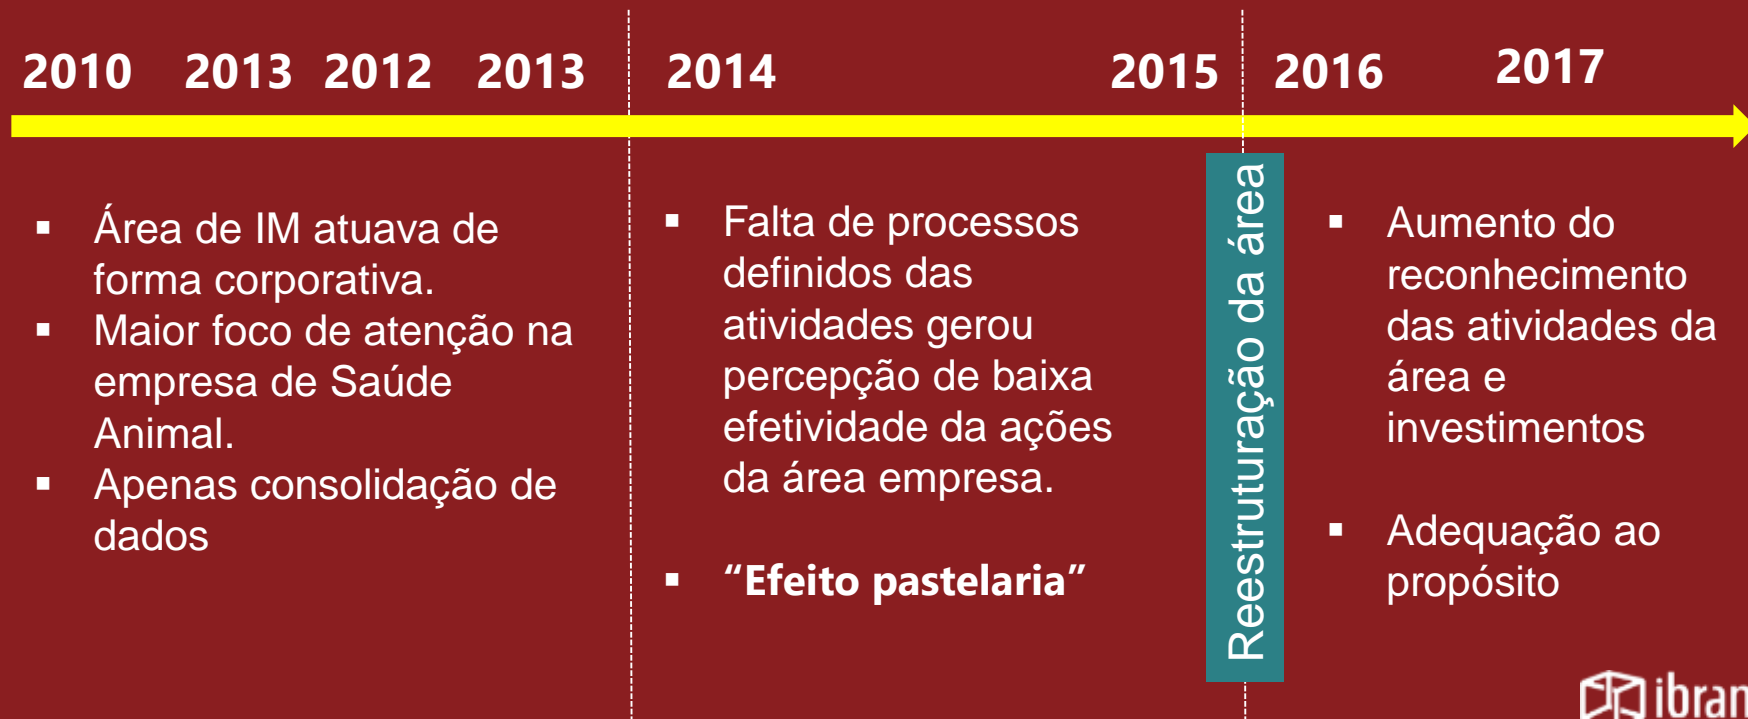 2010 2013 2012 2013 2014 2015 2016 2017
▪ Área de IM atuava de
forma corporativa.
▪ Maior foco de atenção na
empresa de Saúde
Animal.
▪ Apenas consolidação de
dados
▪ Falta de processos
definidos das
atividades gerou
percepção de baixa
efetividade da ações
da área empresa.
▪ “Efeito pastelaria”
Reestruturação da área
▪ Aumento do
reconhecimento
das atividades da
área e
investimentos
▪ Adequação ao
propósito